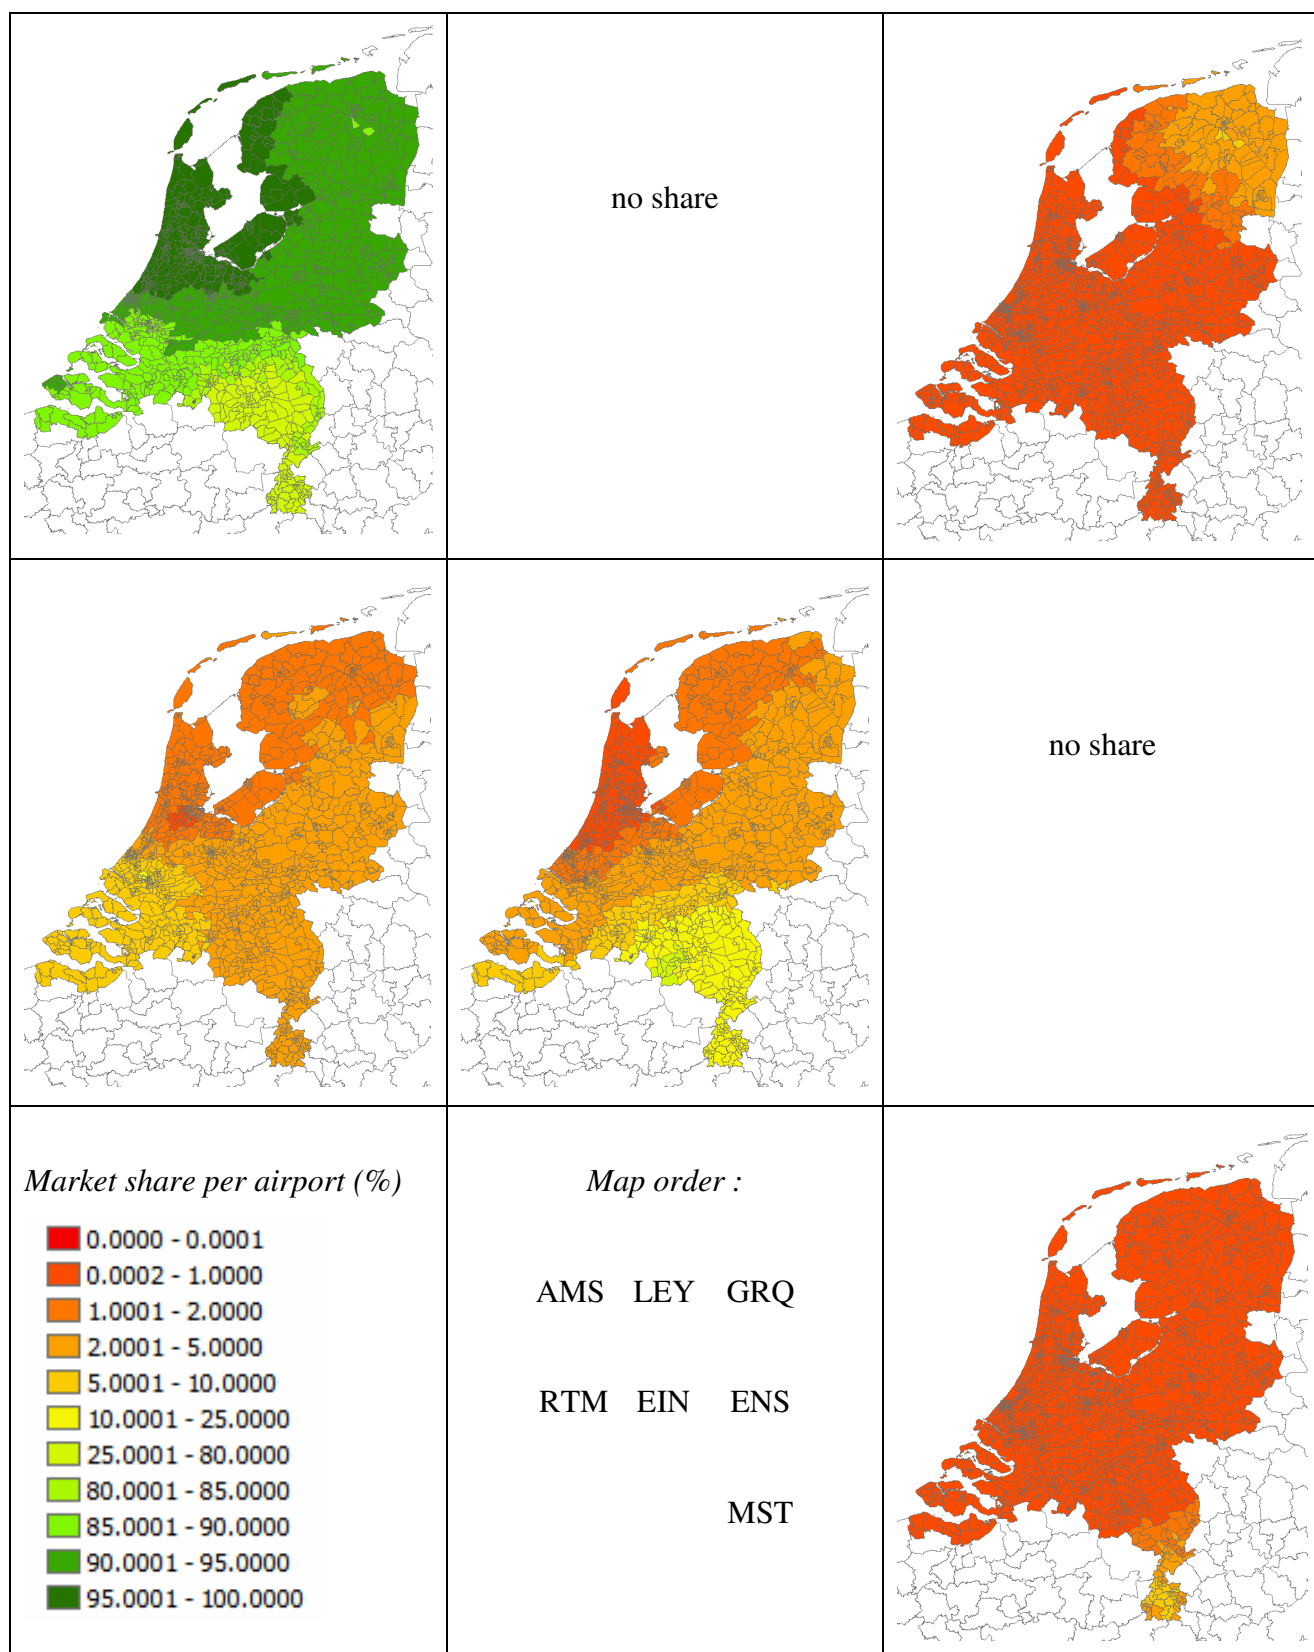 no share
no share
Market share per airport (%)
0.0000 - 0.0001
0.0002 - 1.0000
1.0001 - 2.0000
2.0001 - 5.0000
5.0001 - 10.0000
10.0001 - 25.0000
25.0001 - 80.0000
80.0001 - 85.0000
85.0001 - 90.0000
90.0001 - 95.0000
95.0001 - 100.0000
Map order :
AMS LEY GRQ
RTM EIN ENS
MST